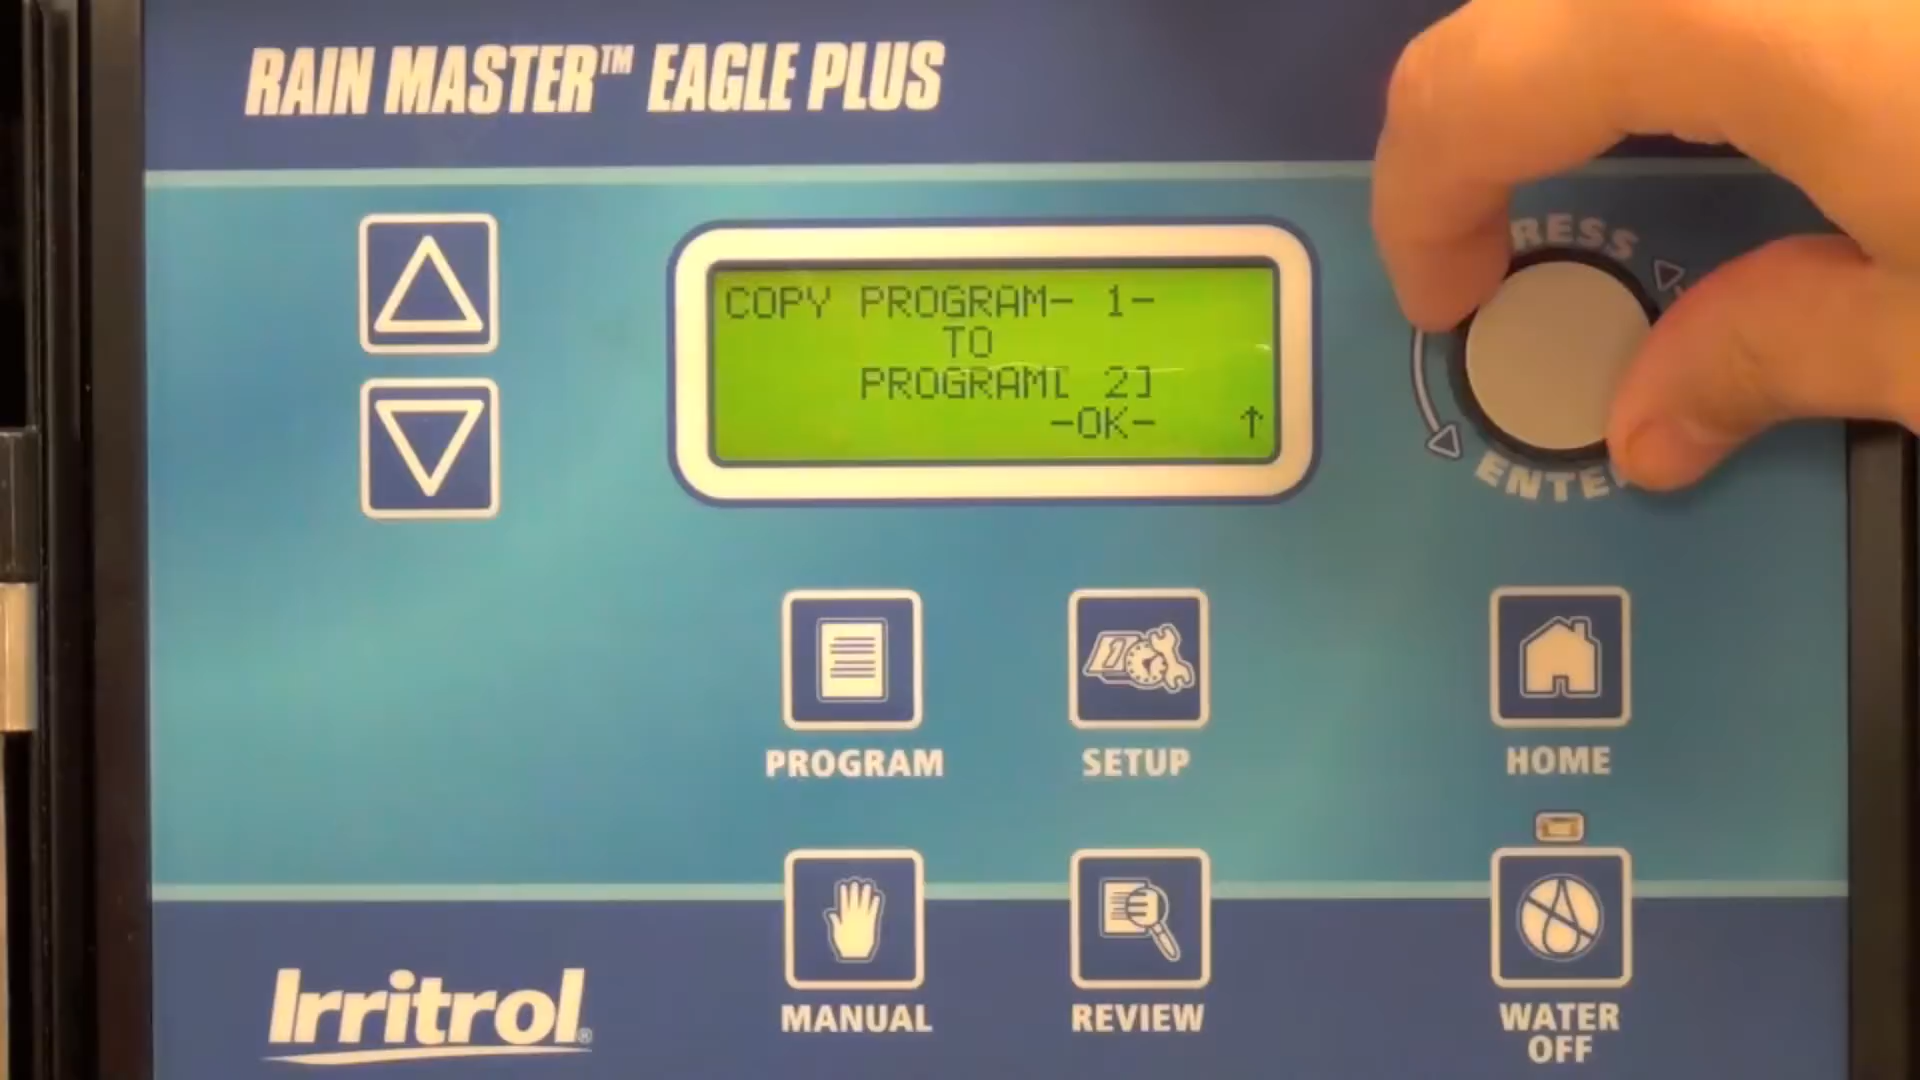 RAIN MASTER™ EAGLE PLUS
COPY PROGRAM- 1-
TO
PROGRAM[ 2]
-OK- ↑
PROGRAM
SETUP
HOME
MANUAL
REVIEW
WATER
OFF
Irritrol®